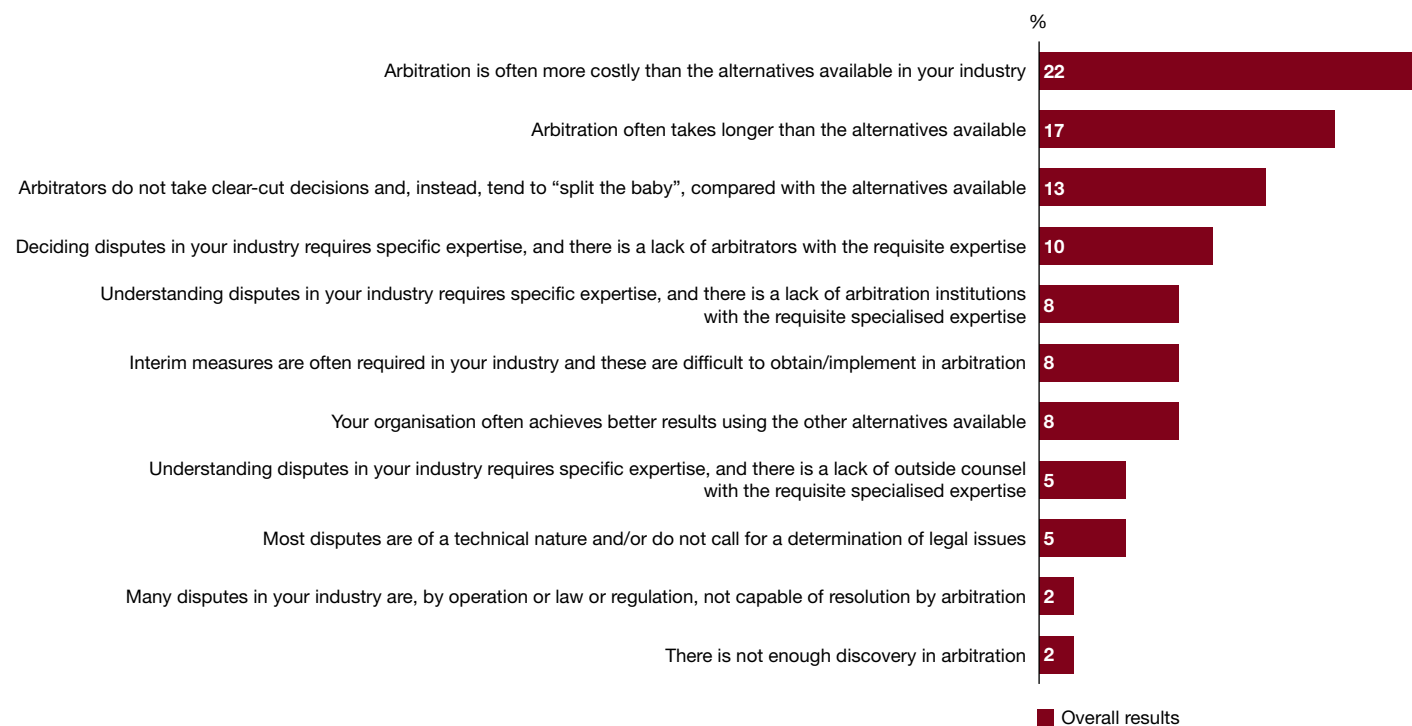 %
Arbitration is often more costly than the alternatives available in your industry
22
Arbitration often takes longer than the alternatives available
17
Arbitrators do not take clear-cut decisions and, instead, tend to “split the baby”, compared with the alternatives available
13
Deciding disputes in your industry requires specific expertise, and there is a lack of arbitrators with the requisite expertise
10
Understanding disputes in your industry requires specific expertise, and there is a lack of arbitration institutions
with the requisite specialised expertise
8
Interim measures are often required in your industry and these are difficult to obtain/implement in arbitration
8
Your organisation often achieves better results using the other alternatives available
8
Understanding disputes in your industry requires specific expertise, and there is a lack of outside counsel
with the requisite specialised expertise
5
Most disputes are of a technical nature and/or do not call for a determination of legal issues
5
Many disputes in your industry are, by operation or law or regulation, not capable of resolution by arbitration
2
There is not enough discovery in arbitration
2
Overall results